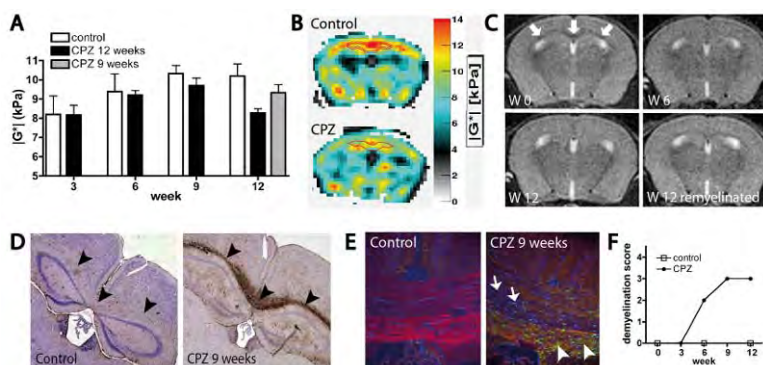 A
control
CPZ 12 weeks
CPZ 9 weeks
|G*| (kPa)
11
10
9
8
7
6
5
3 6 9 12
week
B
Control
CPZ
14
12
10
8
6
4
2
0
|G*| [kPa]
C
W 0
W 6
W 12
W 12 remyelinated
D
Control
CPZ 9 weeks
E
Control
CPZ 9 weeks
F
control
CPZ
demyelination score
4
3
2
1
0
0 3 6 9 12
week